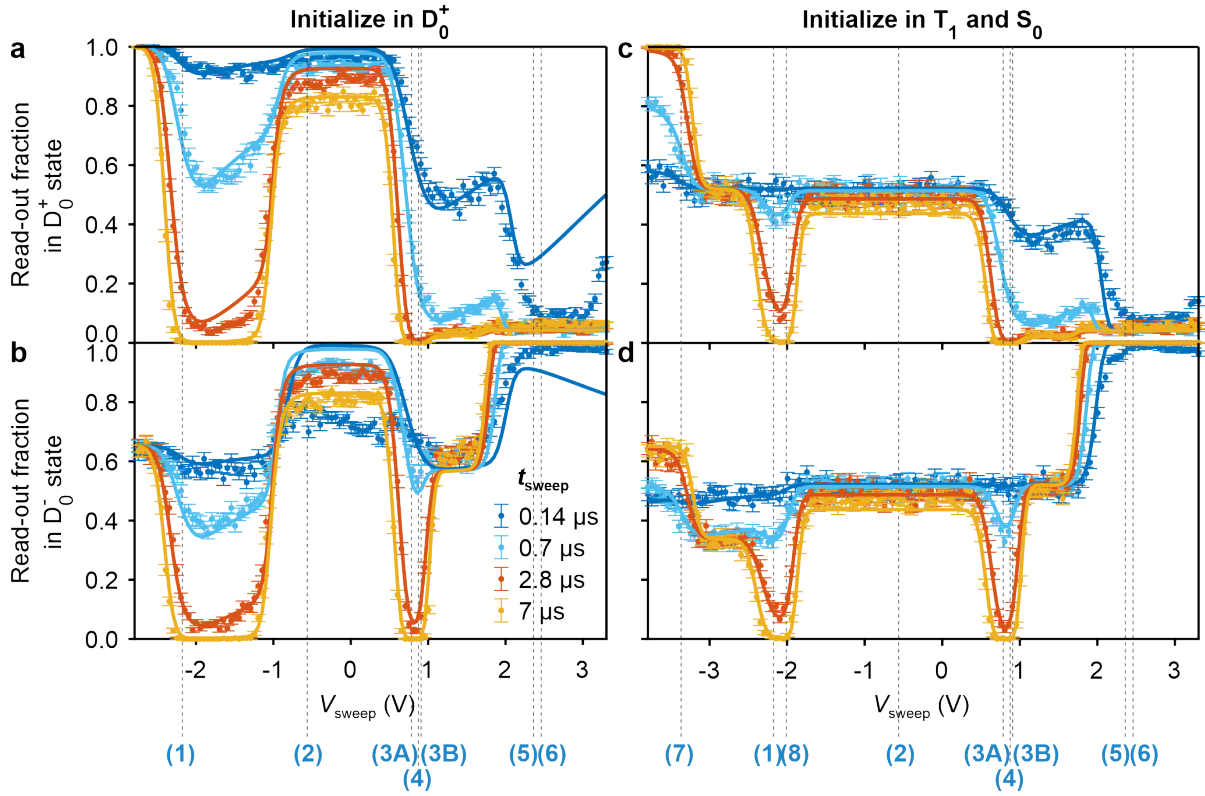 Initialize in D₀⁺
Initialize in T₁ and S₀
a
Read-out fraction
in D₀⁺ state
1.0
0.8
0.6
0.4
0.2
0.0
c
b
Read-out fraction
in D₀⁻ state
1.0
0.8
0.6
0.4
0.2
0.0
t_sweep
0.14 µs
0.7 µs
2.8 µs
7 µs
d
-2 -1 0 1 2 3
V_sweep (V)
-3 -2 -1 0 1 2 3
V_sweep (V)
(1) (2) (3A) (3B) (5) (6)
(4)
(7) (1) (8) (2) (3A) (3B) (5) (6)
(4)